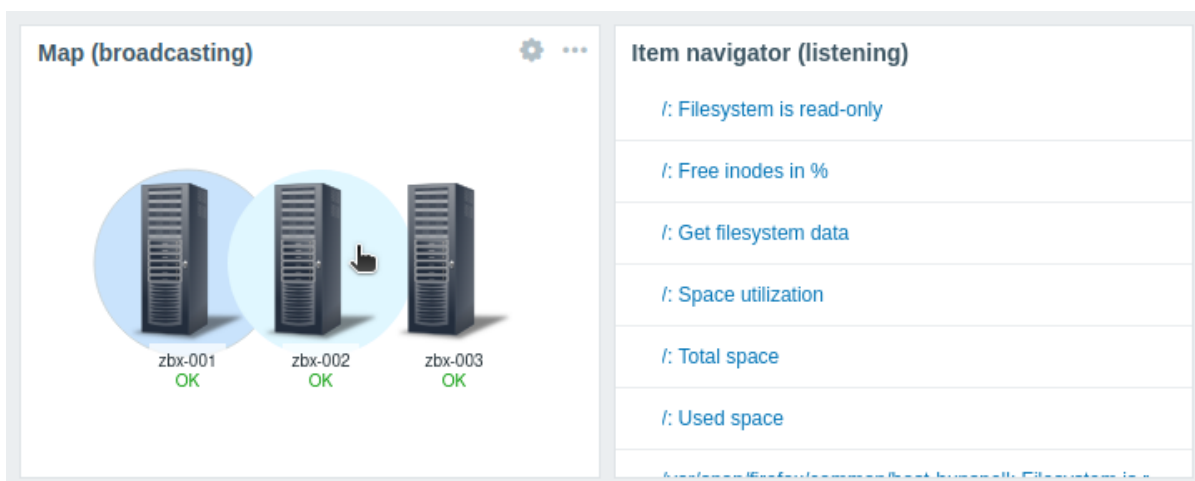 Map (broadcasting)
zbx-001
OK
zbx-002
OK
zbx-003
OK
Item navigator (listening)
/: Filesystem is read-only
/: Free inodes in %
/: Get filesystem data
/: Space utilization
/: Total space
/: Used space